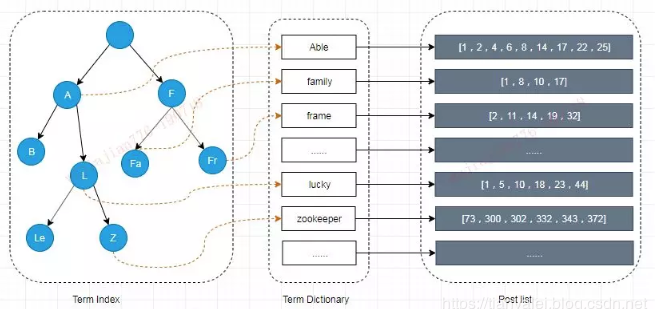 A
F
B
L
Fa
Fr
Le
Z
Term Index
Able
family
frame
......
lucky
zookeeper
......
Term Dictionary
[1 , 2 , 4 , 6 , 8 , 14 , 17 , 22 , 25]
[1 , 8 , 10 , 17]
[2 , 11 , 14 , 19 , 32]
......
[1 , 5 , 10 , 18 , 23 , 44]
[73 , 300 , 302 , 332 , 343 , 372]
......
Post list
https://tianyalei.blog.csdn.net